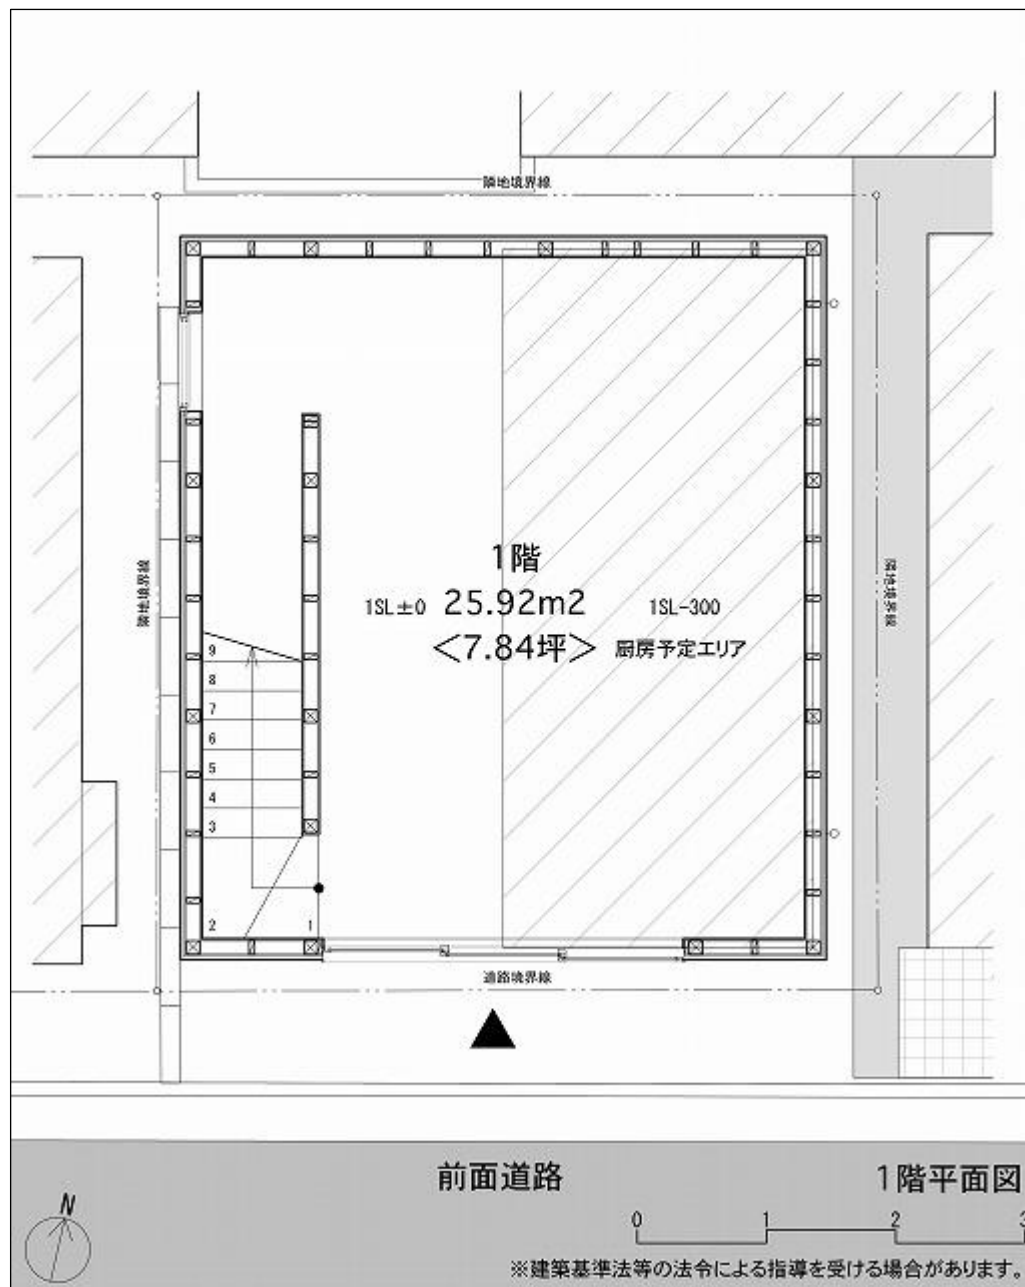 隣地境界線
隣地境界線
隣地境界線
1階
1SL±0 25.92m2 1SL-300
<7.84坪> 厨房予定エリア
9
8
7
6
5
4
3
2 1
道路境界線
前面道路 1階平面図
N
0 1 2 3
※建築基準法等の法令による指導を受ける場合があります。